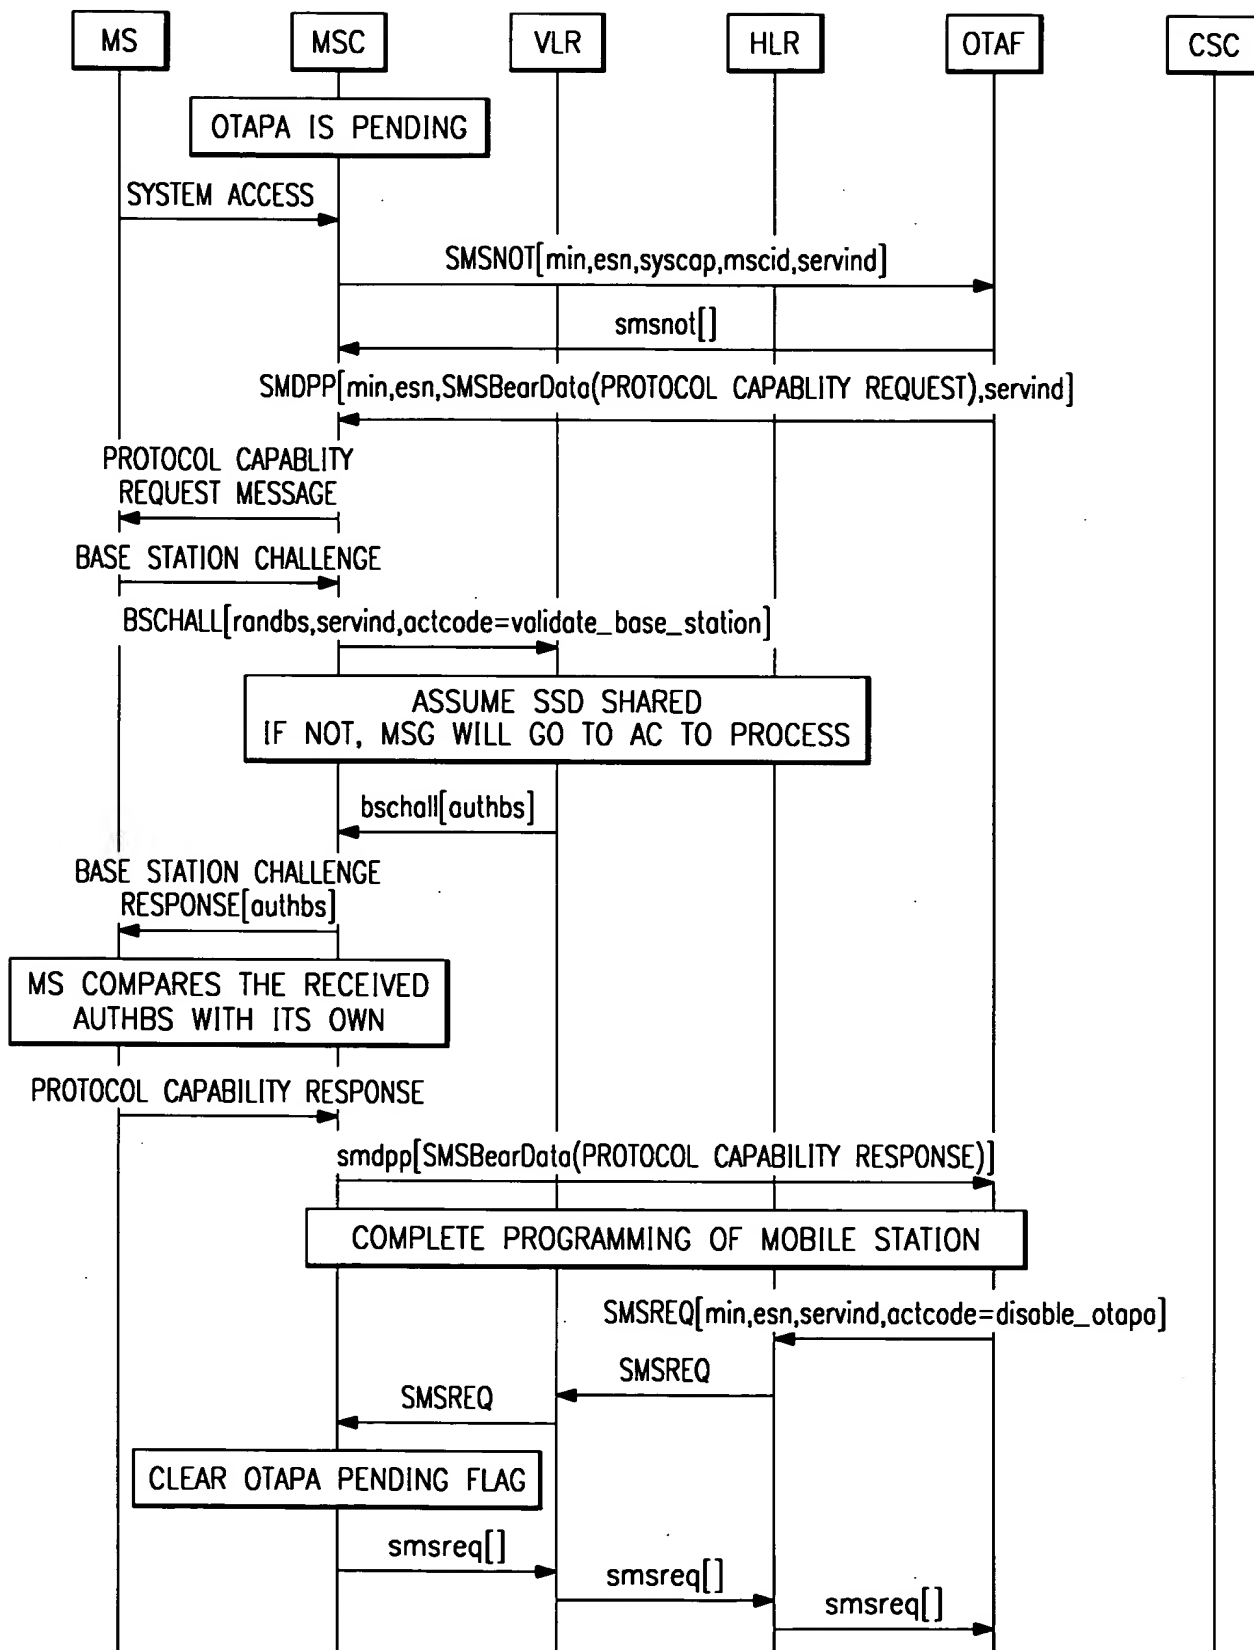 MS MSC VLR HLR OTAF CSC
OTAPA IS PENDING
SYSTEM ACCESS
SMSNOT[min,esn,syscap,mscid,servind]
smsnot[]
SMDPP[min,esn,SMSBearData(PROTOCOL CAPABLITY REQUEST),servind]
PROTOCOL CAPABLITY
REQUEST MESSAGE
BASE STATION CHALLENGE
BSCHALL[randbs,servind,actcode=validate_base_station]
ASSUME SSD SHARED
IF NOT, MSG WILL GO TO AC TO PROCESS
bschall[authbs]
BASE STATION CHALLENGE
RESPONSE[authbs]
MS COMPARES THE RECEIVED
AUTHBS WITH ITS OWN
PROTOCOL CAPABILITY RESPONSE
smdpp[SMSBearData(PROTOCOL CAPABILITY RESPONSE)]
COMPLETE PROGRAMMING OF MOBILE STATION
SMSREQ[min,esn,servind,actcode=disable_otapa]
SMSREQ
SMSREQ
CLEAR OTAPA PENDING FLAG
smsreq[]
smsreq[]
smsreq[]